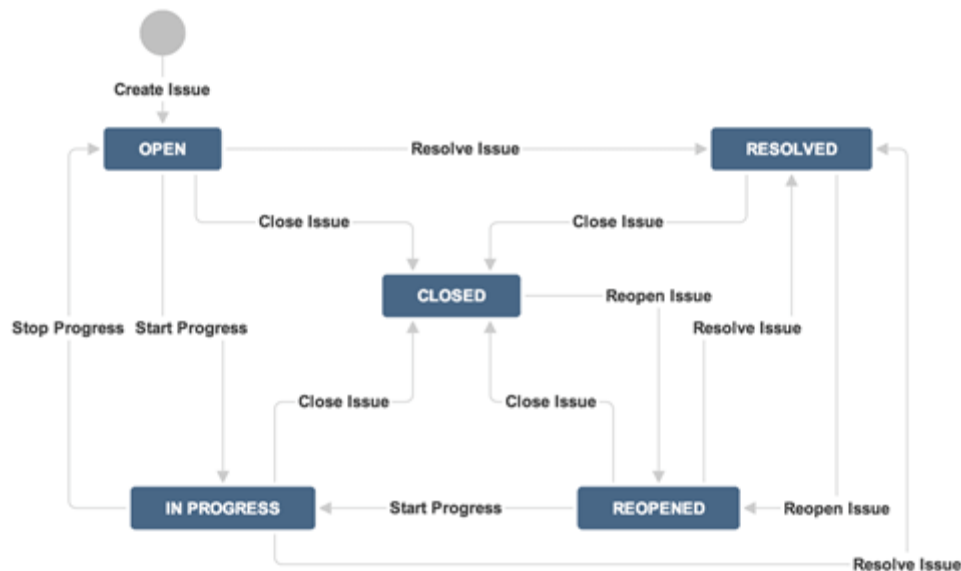 Create Issue
OPEN
Resolve Issue
RESOLVED
Close Issue
Close Issue
CLOSED
Reopen Issue
Stop Progress
Start Progress
Resolve Issue
Close Issue
Close Issue
IN PROGRESS
Start Progress
REOPENED
Reopen Issue
Resolve Issue